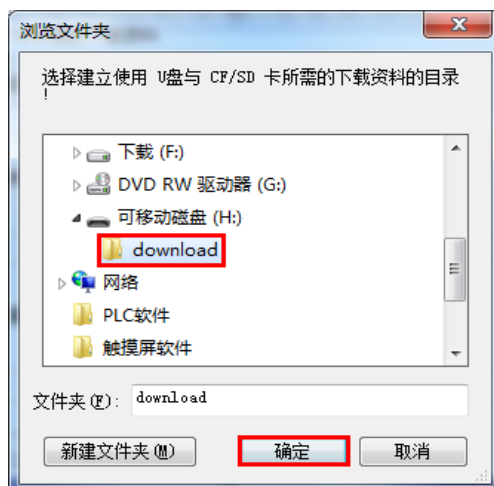 浏览文件夹
选择建立使用 U盘与 CF/SD 卡所需的下载资料的目录
!
下载 (F:)
DVD RW 驱动器 (G:)
可移动磁盘 (H:)
download
网络
PLC软件
触摸屏软件
文件夹(F): download
新建文件夹(M) 确定 取消